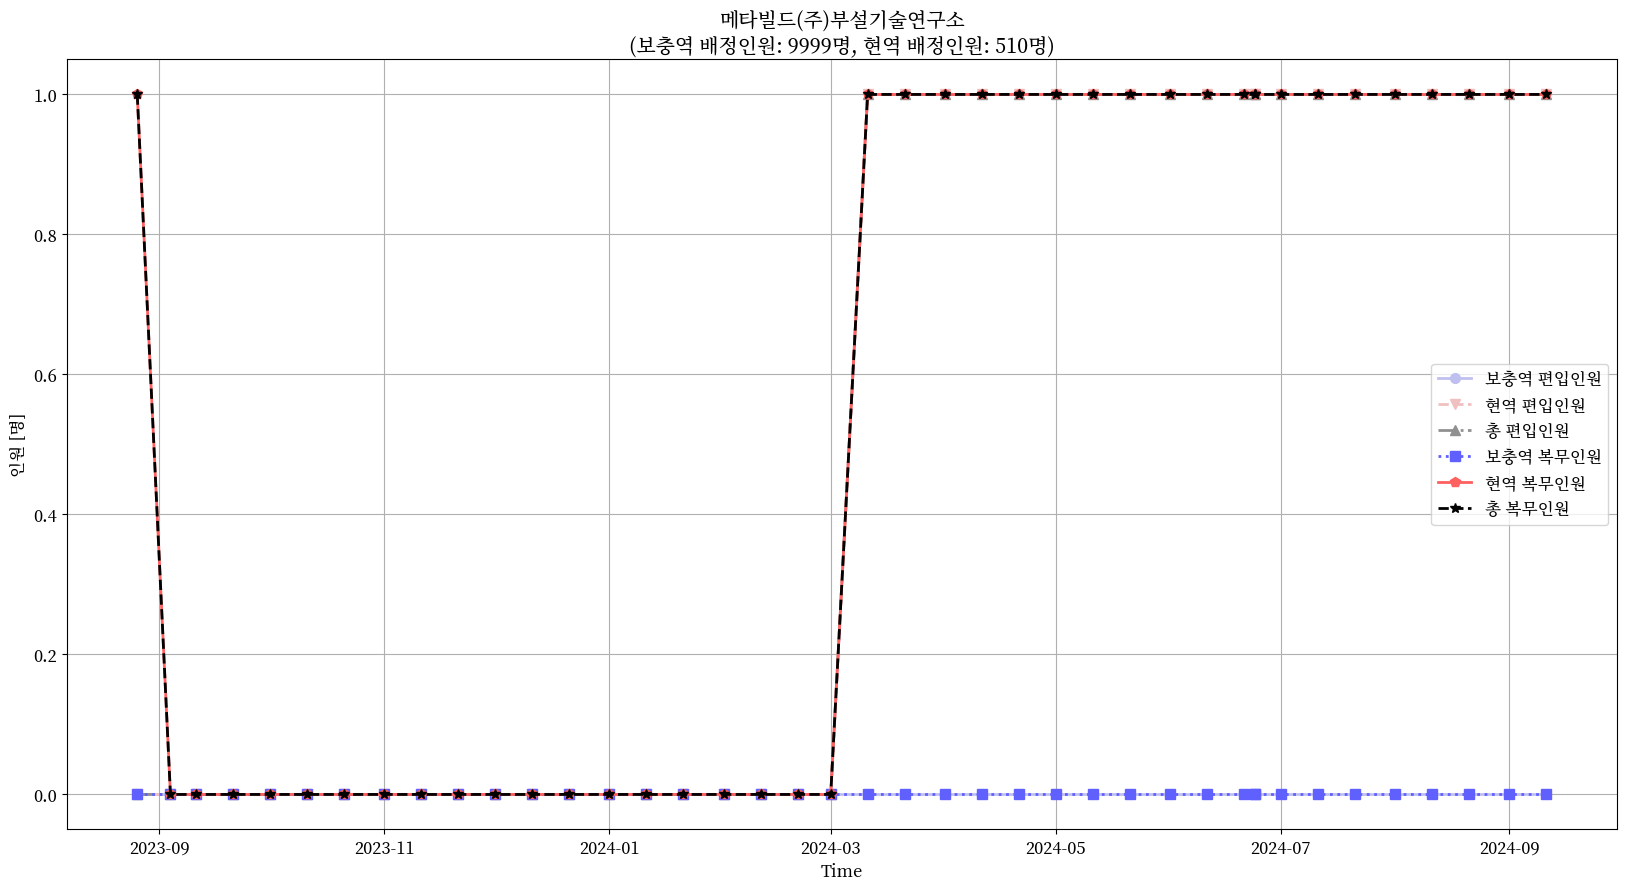 메타빌드(주)부설기술연구소
(보충역 배정인원: 9999명, 현역 배정인원: 510명)
1.0
0.8
0.6
0.4
0.2
0.0
인원 [명]
보충역 편입인원
현역 편입인원
총 편입인원
보충역 복무인원
현역 복무인원
총 복무인원
2023-09
2023-11
2024-01
2024-03
2024-05
2024-07
2024-09
Time